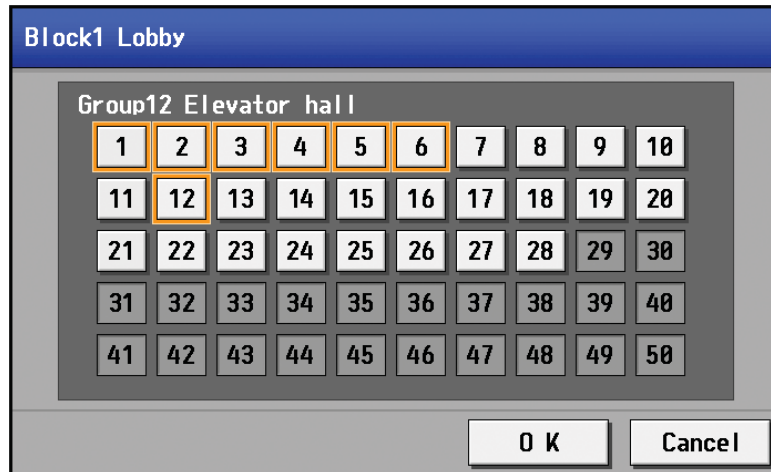 Block1 Lobby
Group12 Elevator hall
1 2 3 4 5 6 7 8 9 10
11 12 13 14 15 16 17 18 19 20
21 22 23 24 25 26 27 28 29 30
31 32 33 34 35 36 37 38 39 40
41 42 43 44 45 46 47 48 49 50
O K Cancel